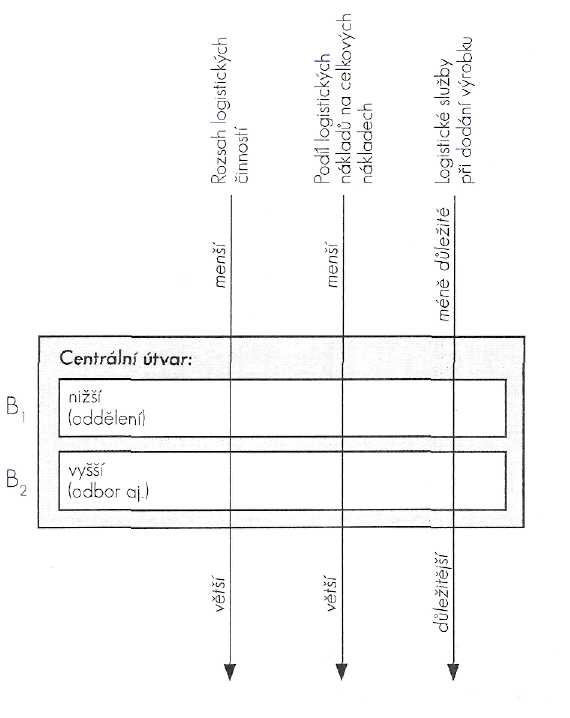 Rozsah logistických
činností
Podíl logistických
nákladů na celkových
nákladech
Logistické služby
při dodání výrobku
menší
menší
méně důležité
Centrální útvar:
B1
nižší
(oddělení)
B2
vyšší
(odbor aj.)
větší
větší
důležitější